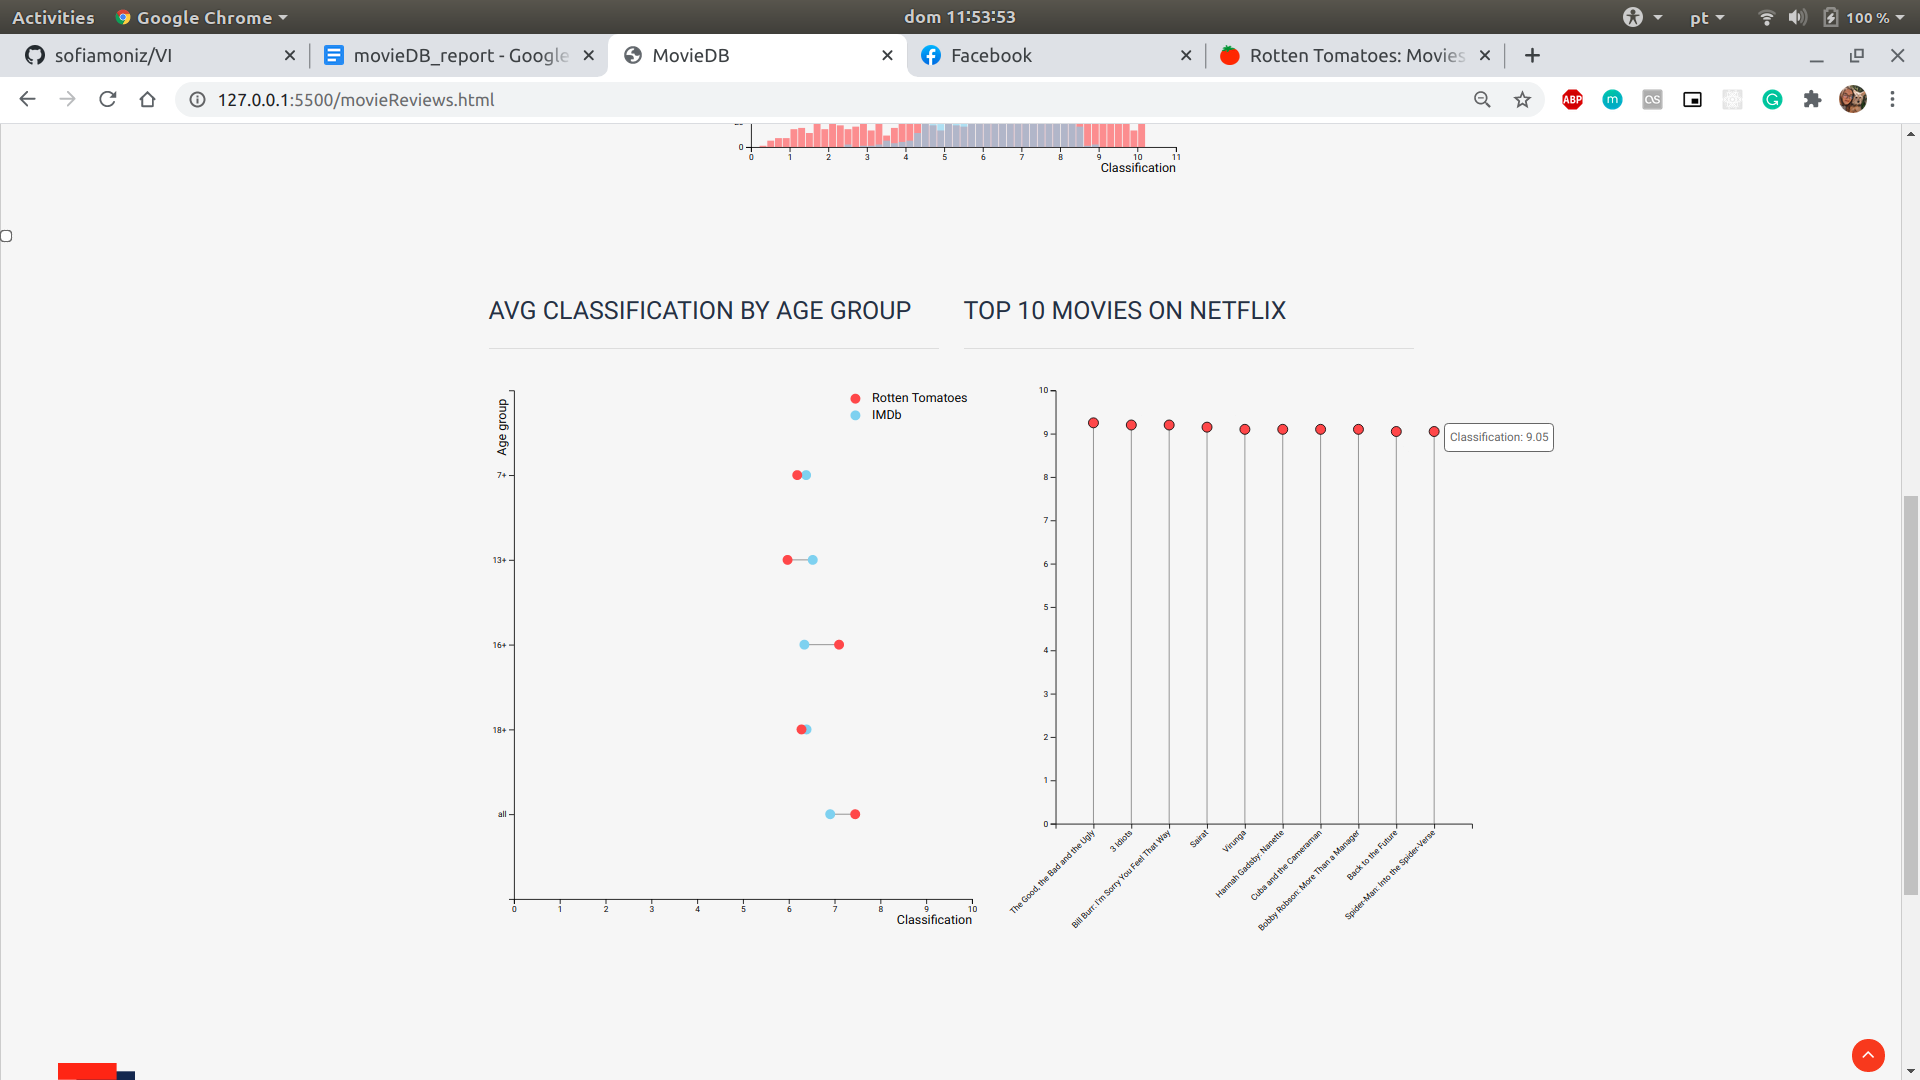 Activities
Google Chrome
dom 11:53:53
pt
100 %
sofiamoniz/VI
movieDB_report - Google
MovieDB
Facebook
Rotten Tomatoes: Movies
127.0.0.1:5500/movieReviews.html
ABP
m
0
0 1 2 3 4 5 6 7 8 9 10 11
Classification
AVG CLASSIFICATION BY AGE GROUP
Age group
Rotten Tomatoes
IMDb
7+
13+
16+
18+
all
0 1 2 3 4 5 6 7 8 9 10
Classification
TOP 10 MOVIES ON NETFLIX
10
9
8
7
6
5
4
3
2
1
0
Classification: 9.05
The Good, the Bad and the Ugly
3 Idiots
Bill Burr: I'm Sorry You Feel That Way
Sairat
Virunga
Hannah Gadsby: Nanette
Cuba and the Cameraman
Bobby Robson: More Than a Manager
Back to the Future
Spider-Man: Into the Spider-Verse